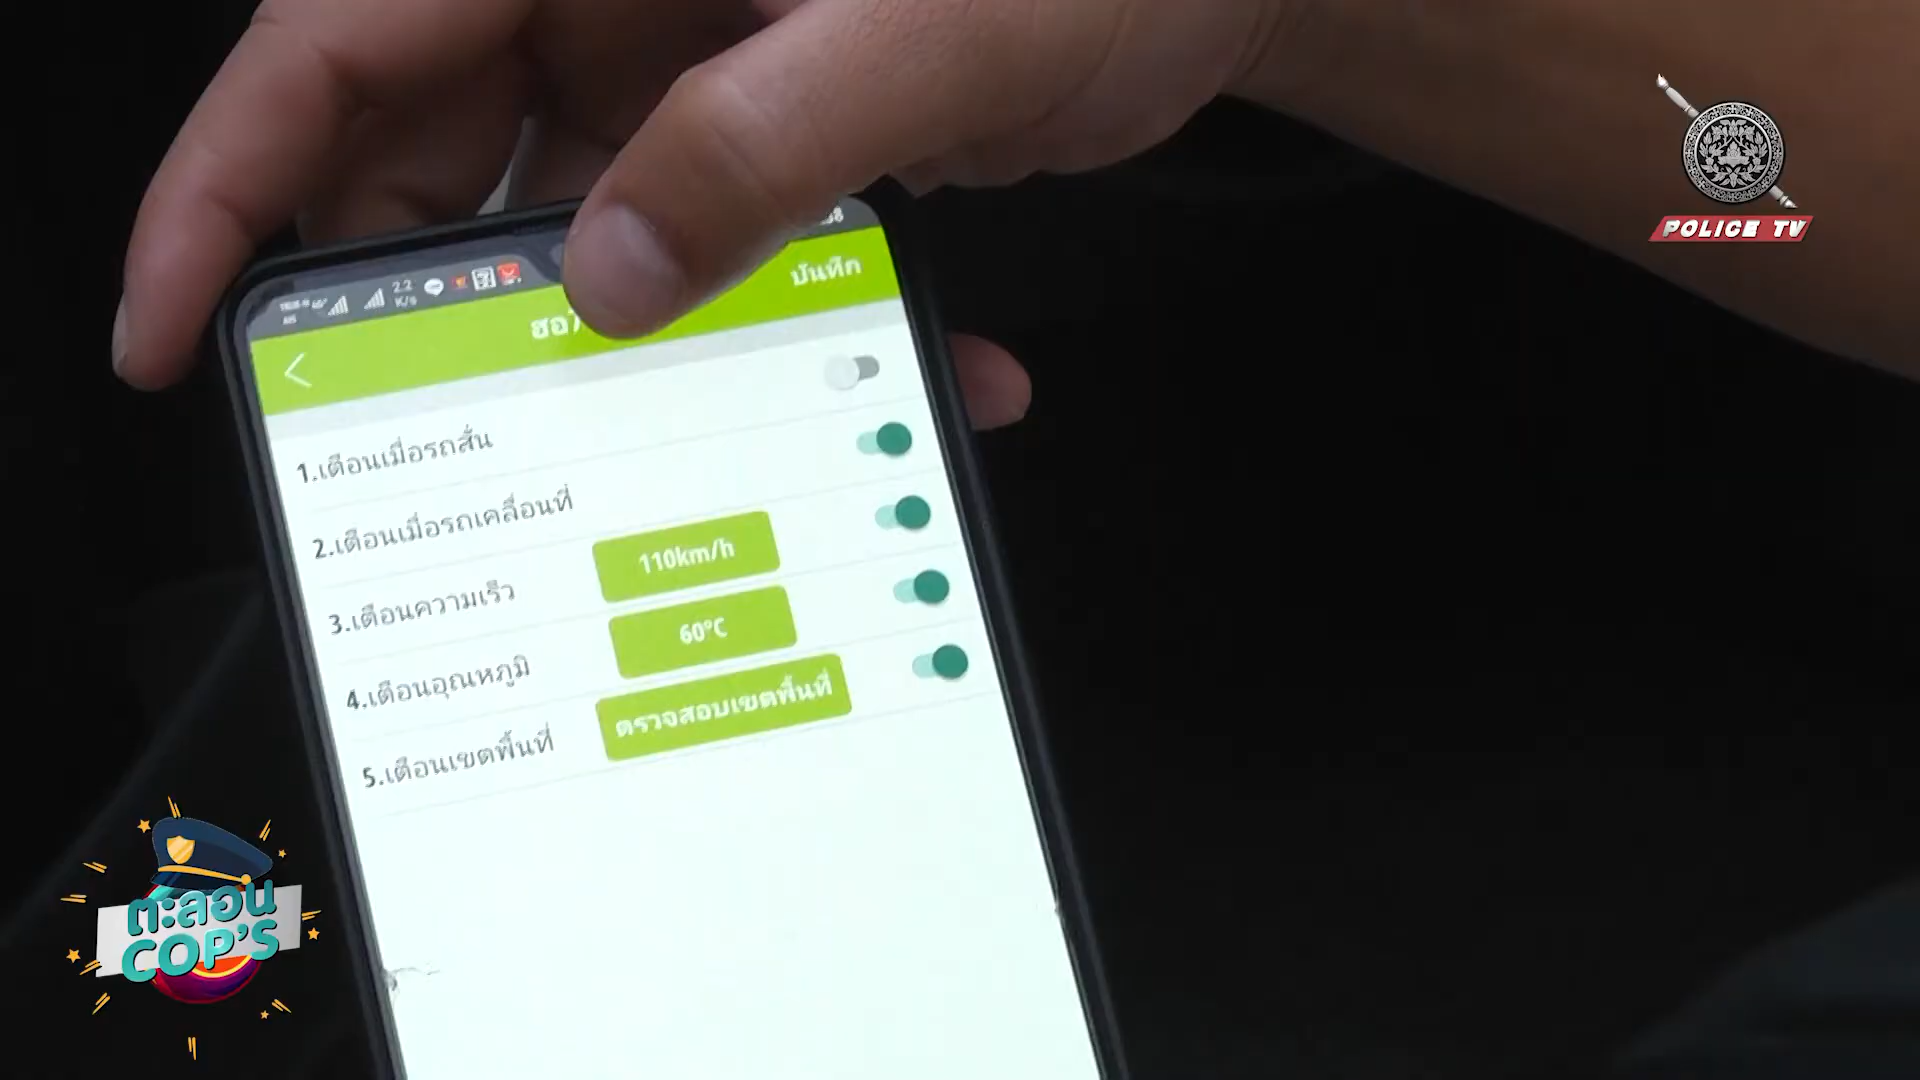 POLICE TV
2.2
K/s
AIS
บันทึก
1.เตือนเมื่อรถสั่น
2.เตือนเมื่อรถเคลื่อนที่
3.เตือนความเร็ว
110km/h
4.เตือนอุณหภูมิ
60°C
5.เตือนเขตพื้นที่
ตรวจสอบเขตพื้นที่
ตะลอน
COP'S